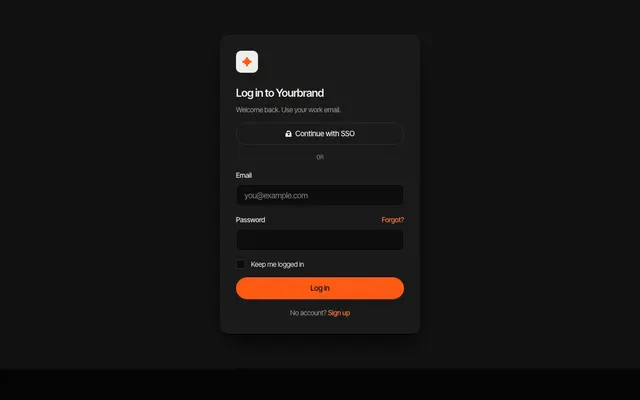 Log in to Yourbrand
Welcome back. Use your work email.
Continue with SSO
OR
Email
you@example.com
Password Forgot?
Keep me logged in
Log in
No account? Sign up